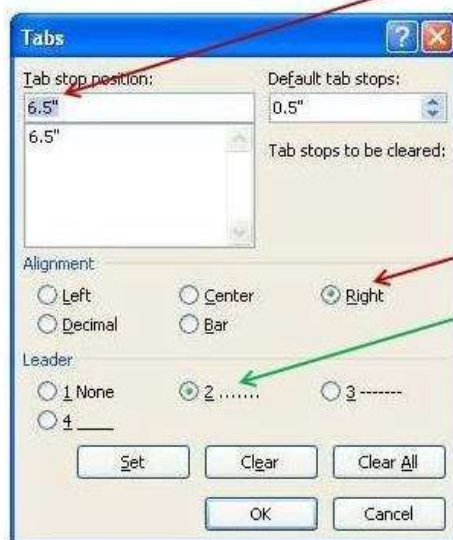 Tabs
Tab stop position: Default tab stops:
6.5" 0.5"
6.5" Tab stops to be cleared:
Alignment
Left Center Right
Decimal Bar
Leader
1 None 2 ....... 3 -------
4 ___
Set Clear Clear All
OK Cancel